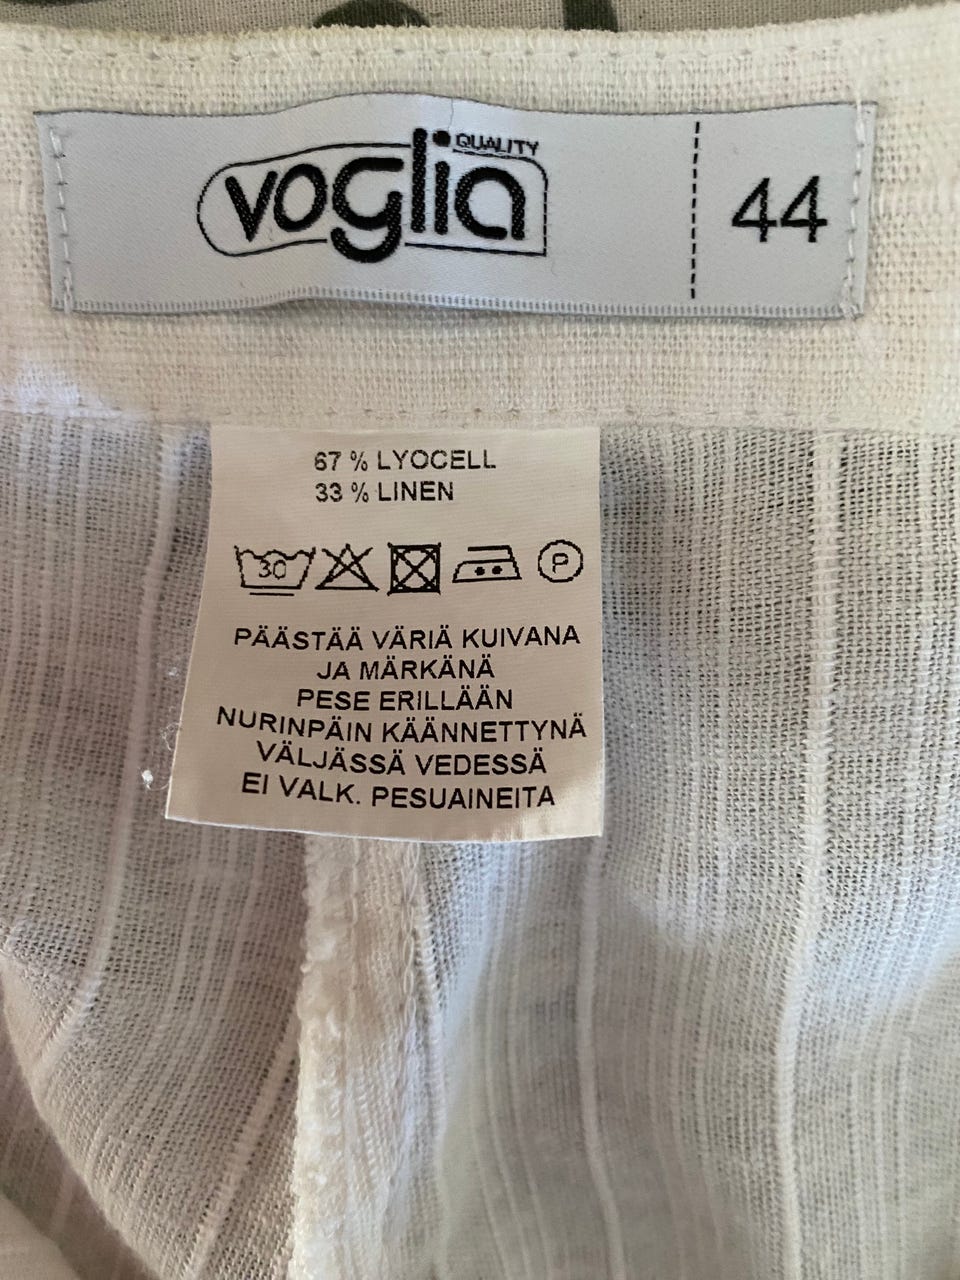 voglia QUALITY
44
67 % LYOCELL
33 % LINEN
30 P
PÄÄSTÄÄ VÄRIÄ KUIVANA
JA MÄRKÄNÄ
PESE ERILLÄÄN
NURINPÄIN KÄÄNNETTYNÄ
VÄLJÄSSÄ VEDESSÄ
EI VALK. PESUAINEITA